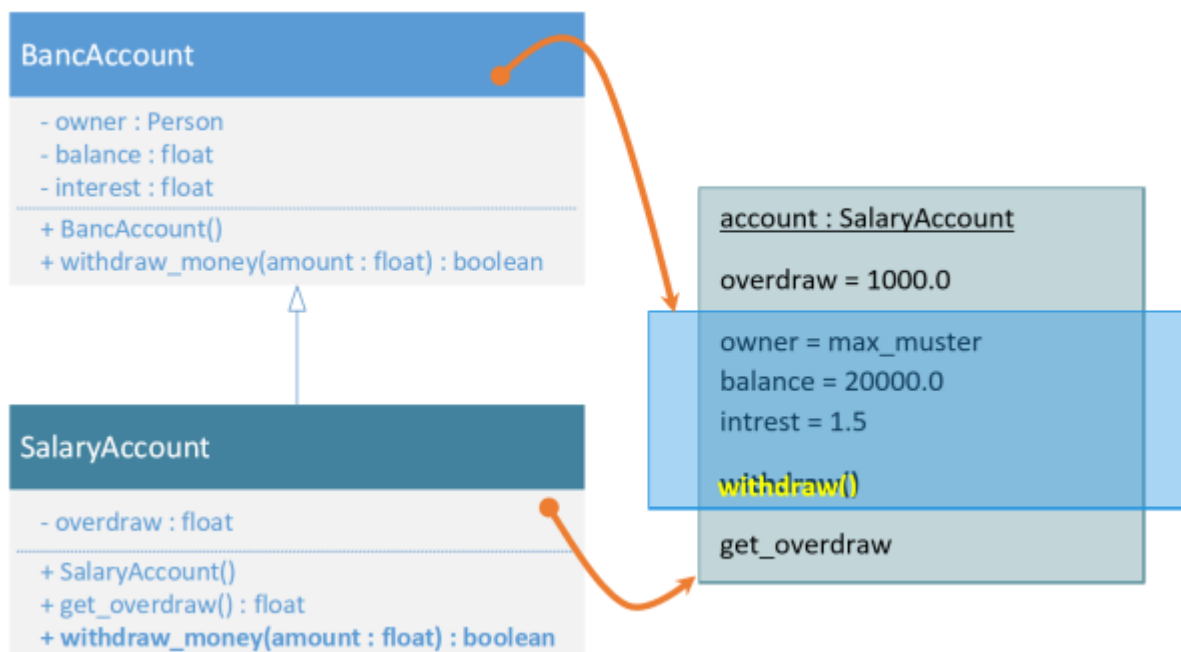 BancAccount
- owner : Person
- balance : float
- interest : float
+ BancAccount()
+ withdraw_money(amount : float) : boolean
SalaryAccount
- overdraw : float
+ SalaryAccount()
+ get_overdraw() : float
+ withdraw_money(amount : float) : boolean
account : SalaryAccount
overdraw = 1000.0
owner = max_muster
balance = 20000.0
intrest = 1.5
withdraw()
get_overdraw